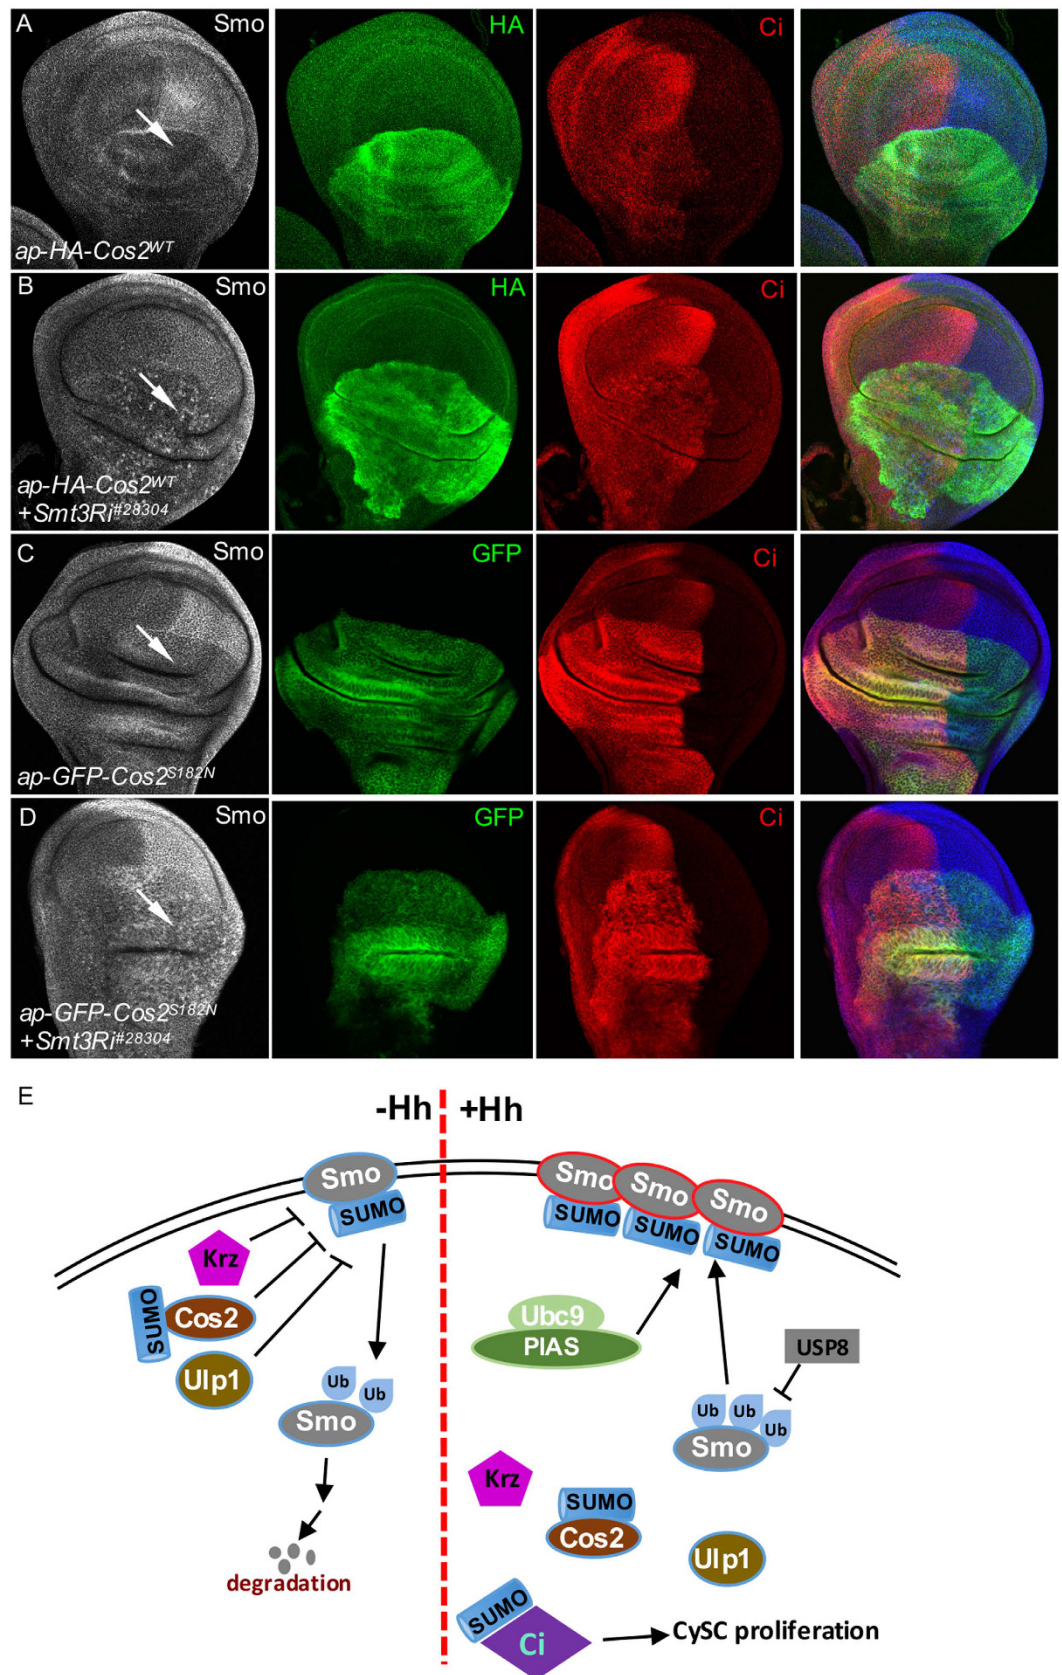 A Smo HA Ci
ap-HA-Cos2WT
B Smo HA Ci
ap-HA-Cos2WT
+Smt3Ri#28304
C Smo GFP Ci
ap-GFP-Cos2S182N
D Smo GFP Ci
ap-GFP-Cos2S182N
+Smt3Ri#28304
E
-Hh +Hh
Smo
SUMO
Krz
SUMO
Cos2
Ulp1
Ub
Ub
Smo
degradation
Smo
Smo
Smo
SUMO
SUMO
SUMO
Ubc9
PIAS
USP8
Ub
Ub
Ub
Smo
Krz
SUMO
Cos2
Ulp1
SUMO
Ci
CySC proliferation